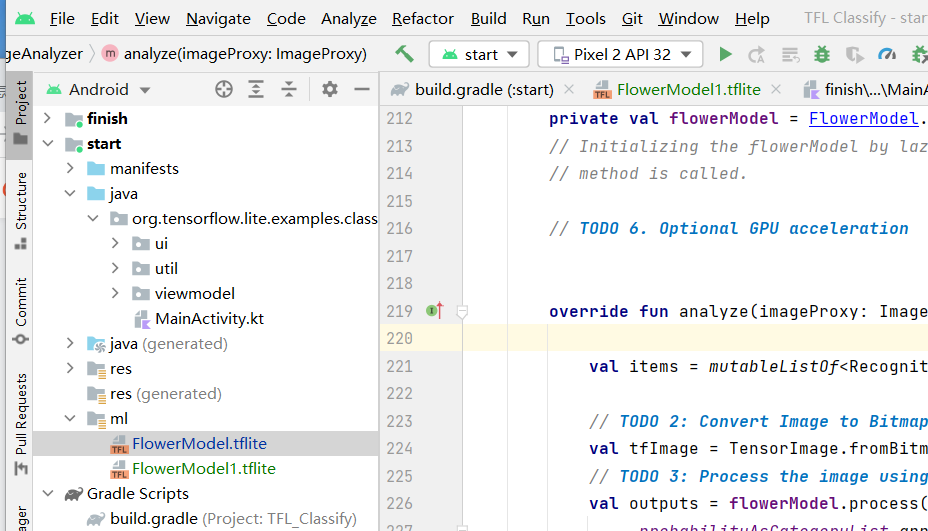 File Edit View Navigate Code Analyze Refactor Build Run Tools Git Window Help TFL Classify - star
geAnalyzer m analyze(imageProxy: ImageProxy) start Pixel 2 API 32
Android build.gradle (:start) FlowerModel1.tflite finish\...\MainA
Project
Structure
Commit
Pull Requests
finish
start
manifests
java
org.tensorflow.lite.examples.class
ui
util
viewmodel
MainActivity.kt
java (generated)
res
res (generated)
ml
TFL FlowerModel.tflite
TFL FlowerModel1.tflite
Gradle Scripts
build.gradle (Project: TFL_Classify)
212 private val flowerModel = FlowerModel.
213 // Initializing the flowerModel by laz
214 // method is called.
215
216 // TODO 6. Optional GPU acceleration
217
218
219 override fun analyze(imageProxy: Image
220
221 val items = mutableListOf<Recognit
222
223 // TODO 2: Convert Image to Bitmap
224 val tfImage = TensorImage.fromBitm
225 // TODO 3: Process the image using
226 val outputs = flowerModel.process(